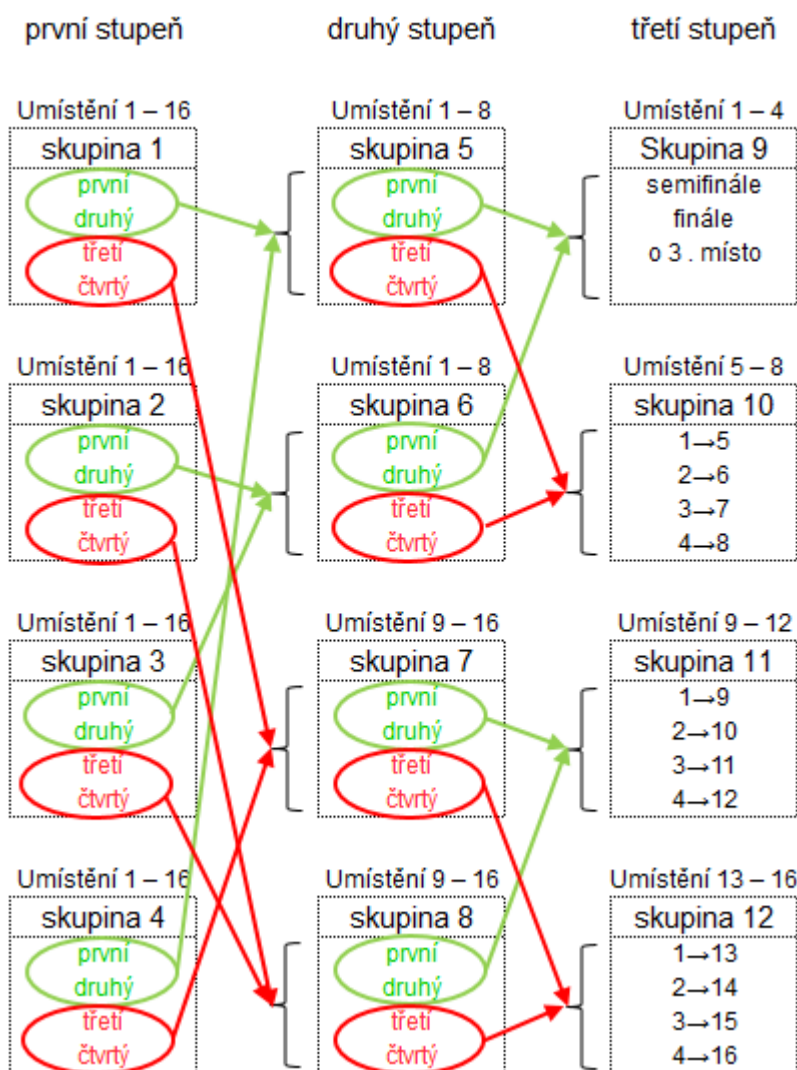 první stupeň
druhý stupeň
třetí stupeň
Umístění 1 – 16
skupina 1
první
druhý
třetí
čtvrtý
Umístění 1 – 8
skupina 5
první
druhý
třetí
čtvrtý
Umístění 1 – 4
Skupina 9
semifinále
finále
o 3 . místo
Umístění 1 – 16
skupina 2
první
druhý
třetí
čtvrtý
Umístění 1 – 8
skupina 6
první
druhý
třetí
čtvrtý
Umístění 5 – 8
skupina 10
1→5
2→6
3→7
4→8
Umístění 1 – 16
skupina 3
první
druhý
třetí
čtvrtý
Umístění 9 – 16
skupina 7
první
druhý
třetí
čtvrtý
Umístění 9 – 12
skupina 11
1→9
2→10
3→11
4→12
Umístění 1 – 16
skupina 4
první
druhý
třetí
čtvrtý
Umístění 9 – 16
skupina 8
první
druhý
třetí
čtvrtý
Umístění 13 – 16
skupina 12
1→13
2→14
3→15
4→16